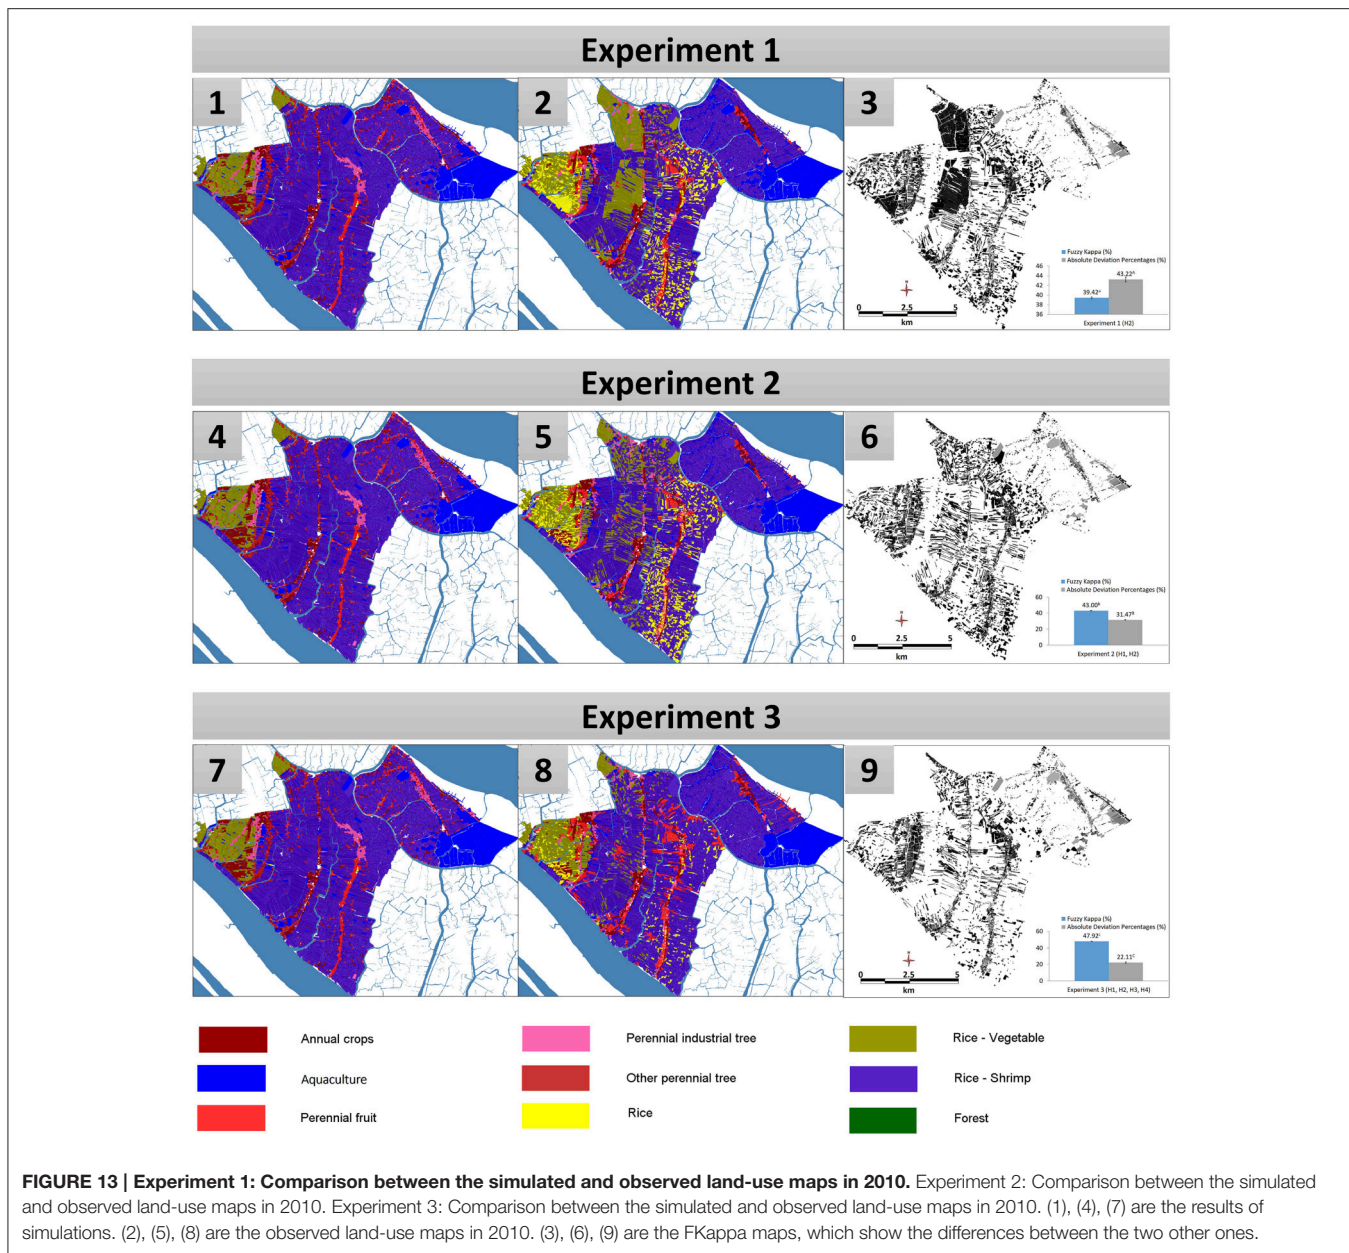 Experiment 1
1
2
3
Fuzzy Kappa (%)
Absolute Deviation Percentages (%)
46
44
42
40
38
36
39.42ᵃ
43.22ᴬ
Experiment 1 (H2)
0 2.5 5
km
Experiment 2
4
5
6
Fuzzy Kappa (%)
Absolute Deviation Percentages (%)
60
40
20
0
43.00ᵇ
31.47ᴮ
Experiment 2 (H1, H2)
0 2.5 5
km
Experiment 3
7
8
9
Fuzzy Kappa (%)
Absolute Deviation Percentages (%)
60
40
20
0
47.92ᶜ
22.11ᶜ
Experiment 3 (H1, H2, H3, H4)
0 2.5 5
km
Annual crops
Perennial industrial tree
Rice - Vegetable
Aquaculture
Other perennial tree
Rice - Shrimp
Perennial fruit
Rice
Forest
FIGURE 13 | Experiment 1: Comparison between the simulated and observed land-use maps in 2010. Experiment 2: Comparison between the simulated
and observed land-use maps in 2010. Experiment 3: Comparison between the simulated and observed land-use maps in 2010. (1), (4), (7) are the results of
simulations. (2), (5), (8) are the observed land-use maps in 2010. (3), (6), (9) are the FKappa maps, which show the differences between the two other ones.